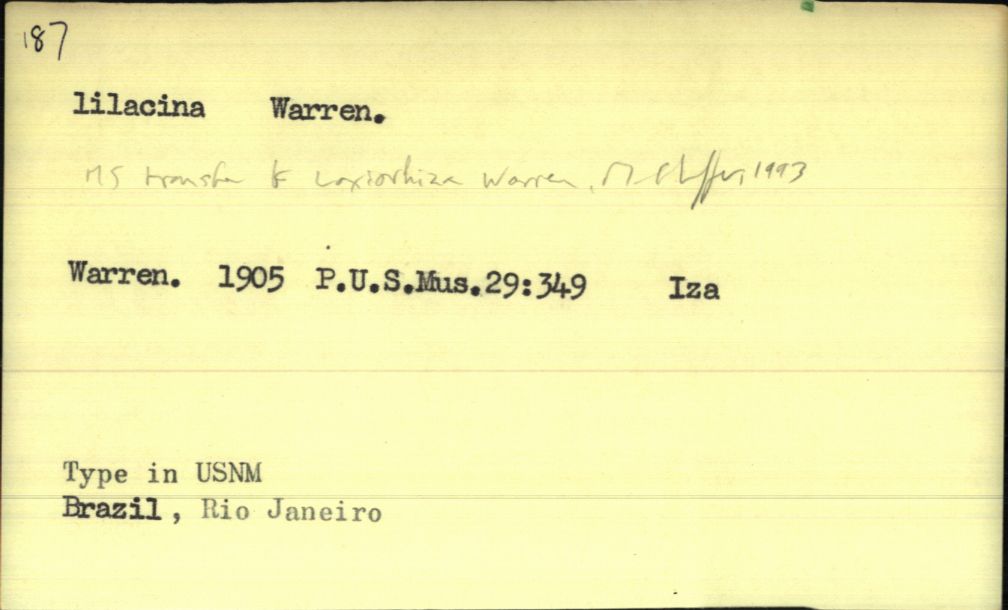 187
lilacina Warren.
MS transfer to Loxiorhiza Warren, M 1993
Warren. 1905 P.U.S.Mus.29:349 Iza
Type in USNM
Brazil, Rio Janeiro